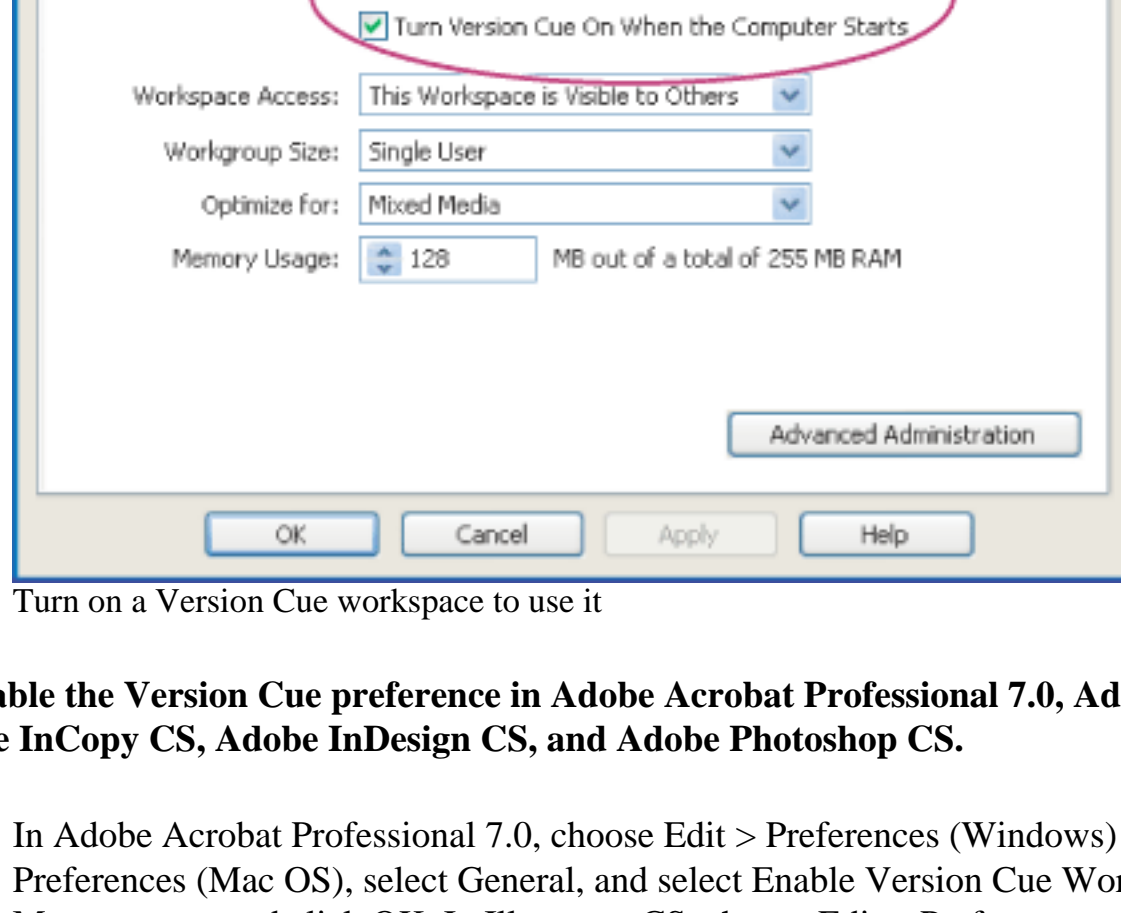 Turn Version Cue On When the Computer Starts
Workspace Access: This Workspace is Visible to Others
Workgroup Size: Single User
Optimize for: Mixed Media
Memory Usage: 128 MB out of a total of 255 MB RAM
Advanced Administration
OK Cancel Apply Help
Turn on a Version Cue workspace to use it
able the Version Cue preference in Adobe Acrobat Professional 7.0, Ad
e InCopy CS, Adobe InDesign CS, and Adobe Photoshop CS.
In Adobe Acrobat Professional 7.0, choose Edit > Preferences (Windows)
Preferences (Mac OS), select General, and select Enable Version Cue Wor